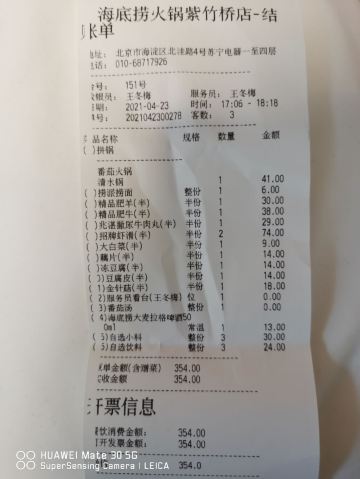 海底捞火锅紫竹桥店-结
账单
地址: 北京市海淀区北洼路4号苏宁电器一至四层
电话: 010-68717926
151号
收银员: 王冬梅 服务员: 王冬梅
日期: 2021-04-23 时间: 17:06 - 18:18
单号: 2021042300278 客数: 3
品名称 规格 数量 金额
( )拼锅
番茄火锅
清水锅 1 41.00
( )捞派捞面 整份 1 6.00
( )精品肥羊(半) 半份 1 30.00
( )精品肥牛(半) 半份 1 38.00
尿牛肉丸(半) 半份 1 29.00
( )招牌虾滑(半) 半份 2 74.00
( )大白菜(半) 半份 1 9.00
( )藕片(半) 半份 1 14.00
( )冻豆腐(半) 半份 1 14.00
( )豆腐皮(半) 半份 1 14.00
( 1)金针菇(半) 半份 1 18.00
( 2)服务员看台(王冬梅) 位 1 0.00
( 3)番茄汤 整份 1 0.00
( 4)海底捞大麦拉格啤酒50
0ml 常温 1 13.00
( 5)自选小料 整份 3 30.00
( 5)自选饮料 整份 3 24.00
单金额(含赠菜) 354.00
收金额 354.00
开票信息
餐饮消费金额: 354.00
可开发票金额: 354.00
354.0
HUAWEI Mate 30 5G
SuperSensing Camera | LEICA